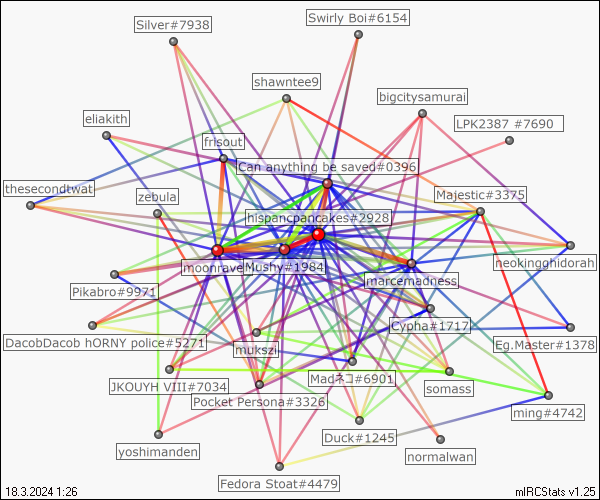 Silver#7938
Swirly Boi#6154
shawntee9
bigcitysamurai
eliakith
LPK2387 #7690
frisout
Can anything be saved#0396
thesecondtwat
zebula
Majestic#3375
hispancpancakes#2928
moonrave
Mushy#1984
neokingghidorah
marcemadness
Pikabro#9971
Cypha#1717
DacobDacob hORNY police#5271
mukszi
Eg.Master#1378
JKOUYH VIII#7034
Madネコ#6901
somass
Pocket Persona#3326
ming#4742
yoshimanden
Duck#1245
normalwan
Fedora Stoat#4479
18.3.2024 1:26
mIRCStats v1.25